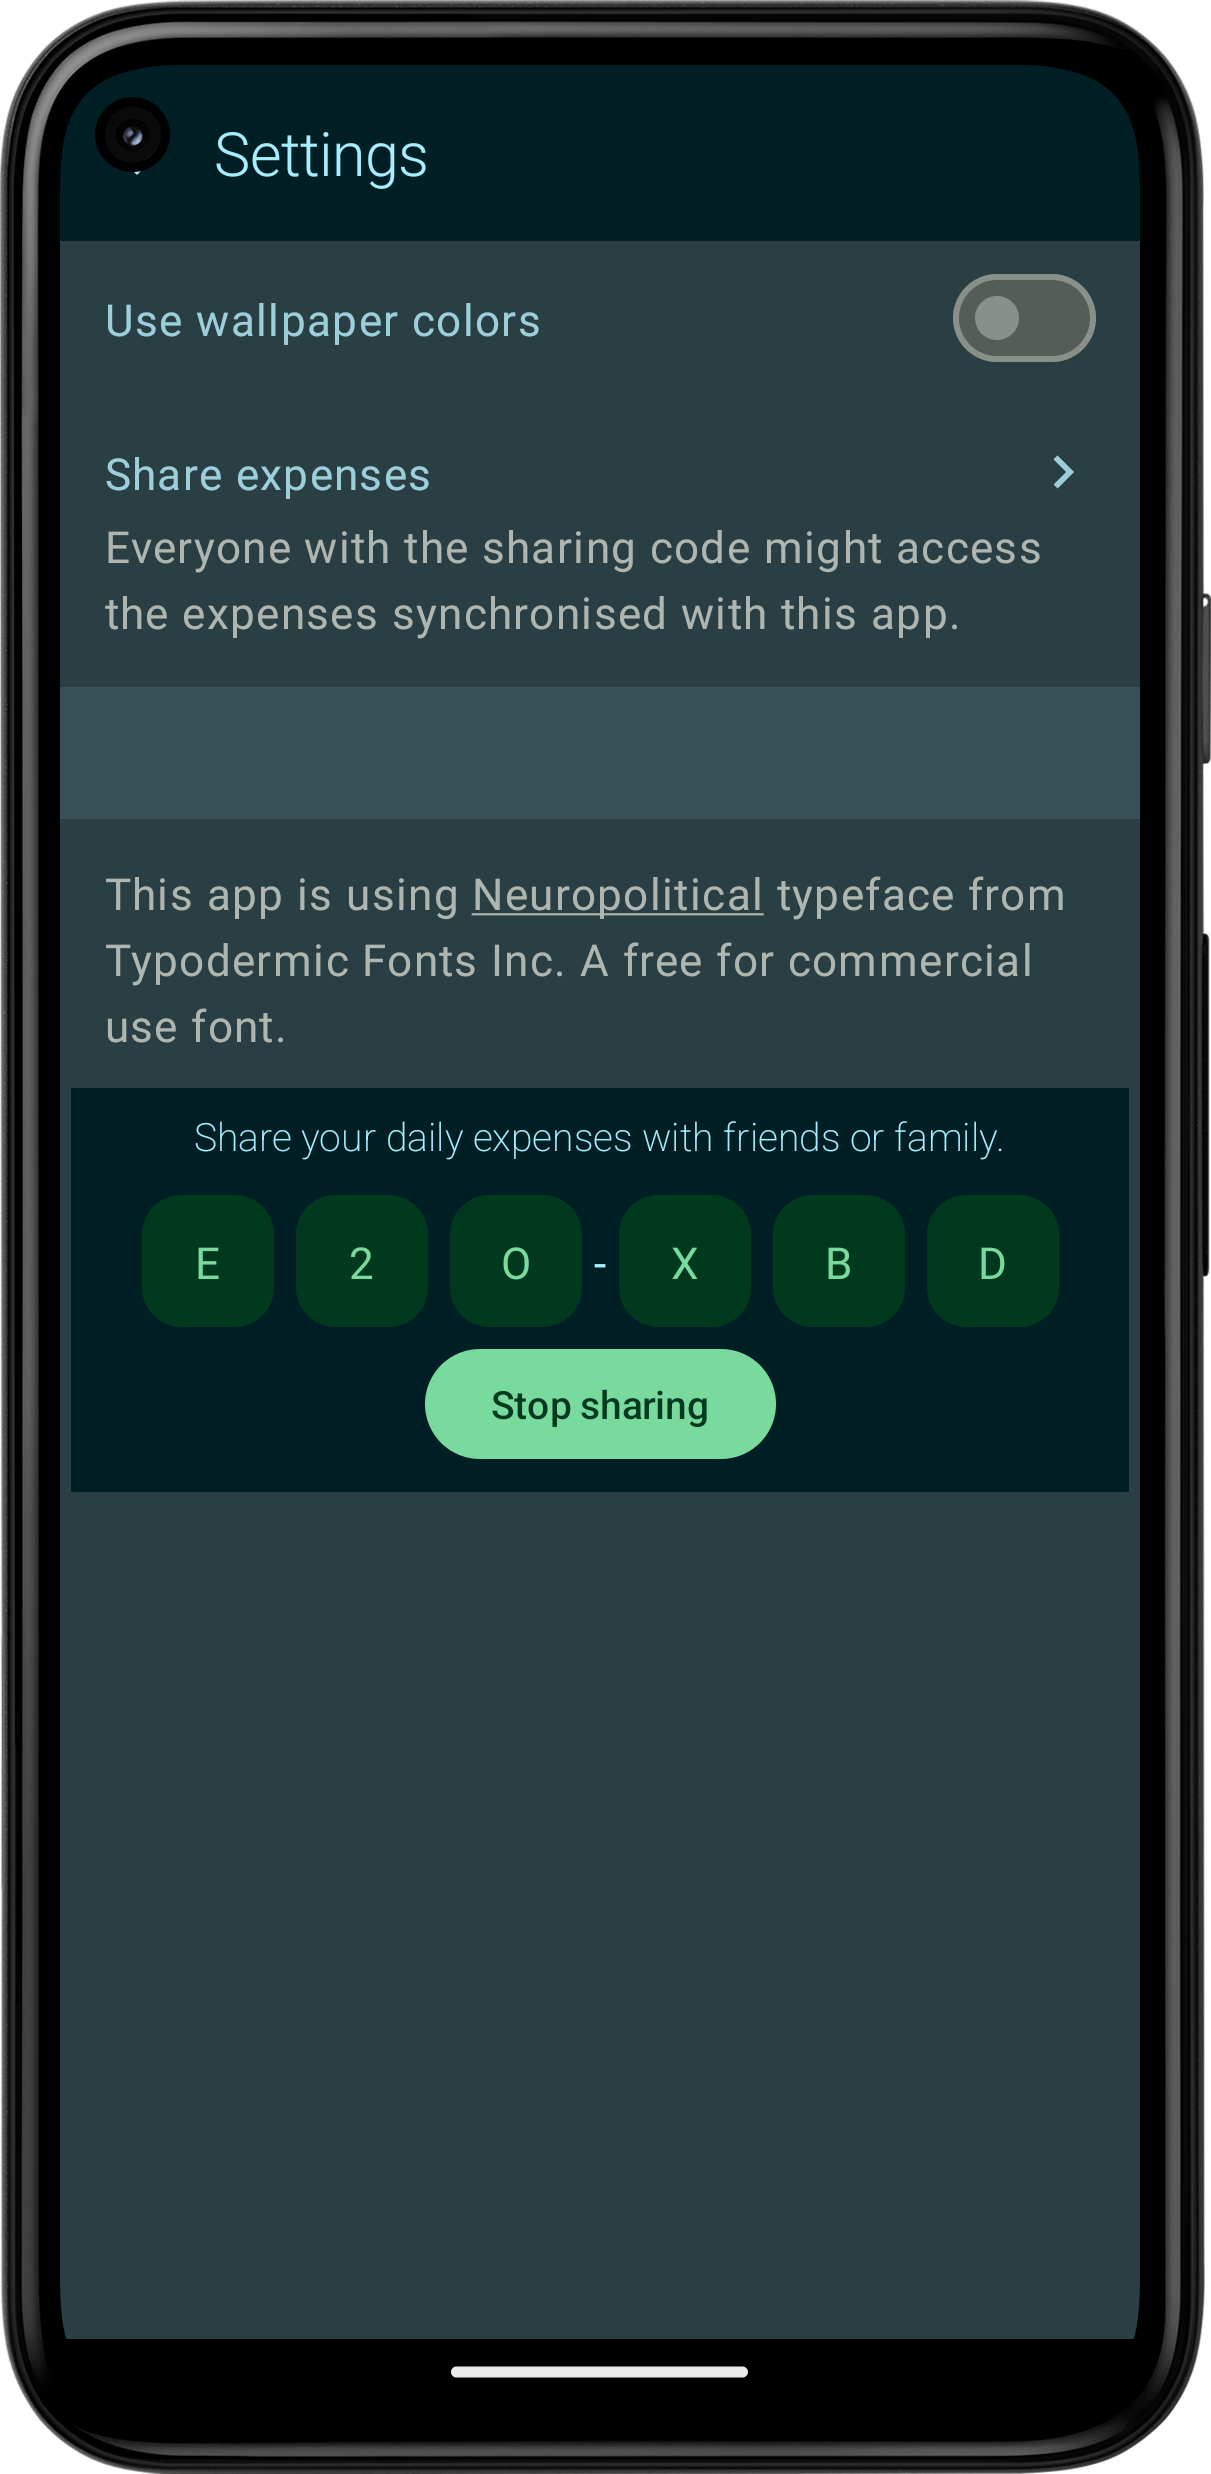 Settings
Use wallpaper colors
Share expenses
Everyone with the sharing code might access
the expenses synchronised with this app.
This app is using Neuropolitical typeface from
Typodermic Fonts Inc. A free for commercial
use font.
Share your daily expenses with friends or family.
E 2 O - X B D
Stop sharing